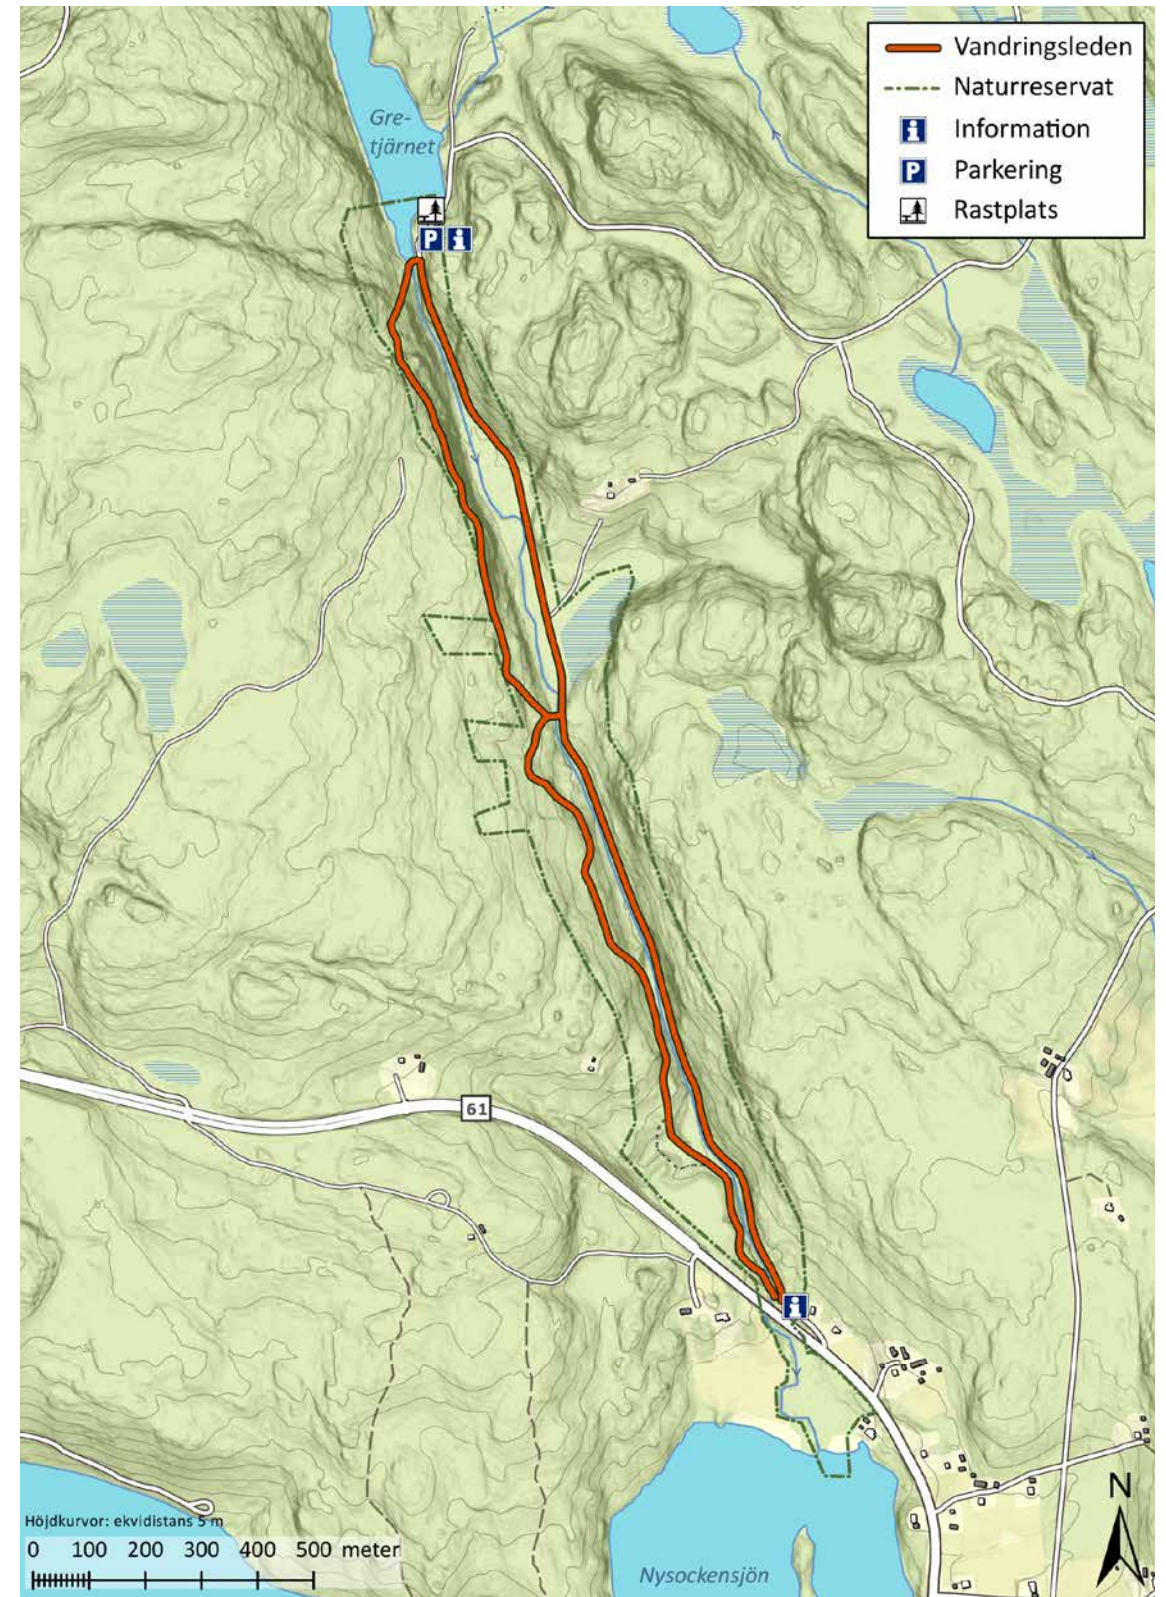 Vandringsleden
Naturreservat
Information
Parkering
Rastplats
Gre-
tjärnet
P
P
61
Nysockensjön
N
Höjdkurvor: ekvidistans 5 m
0 100 200 300 400 500 meter